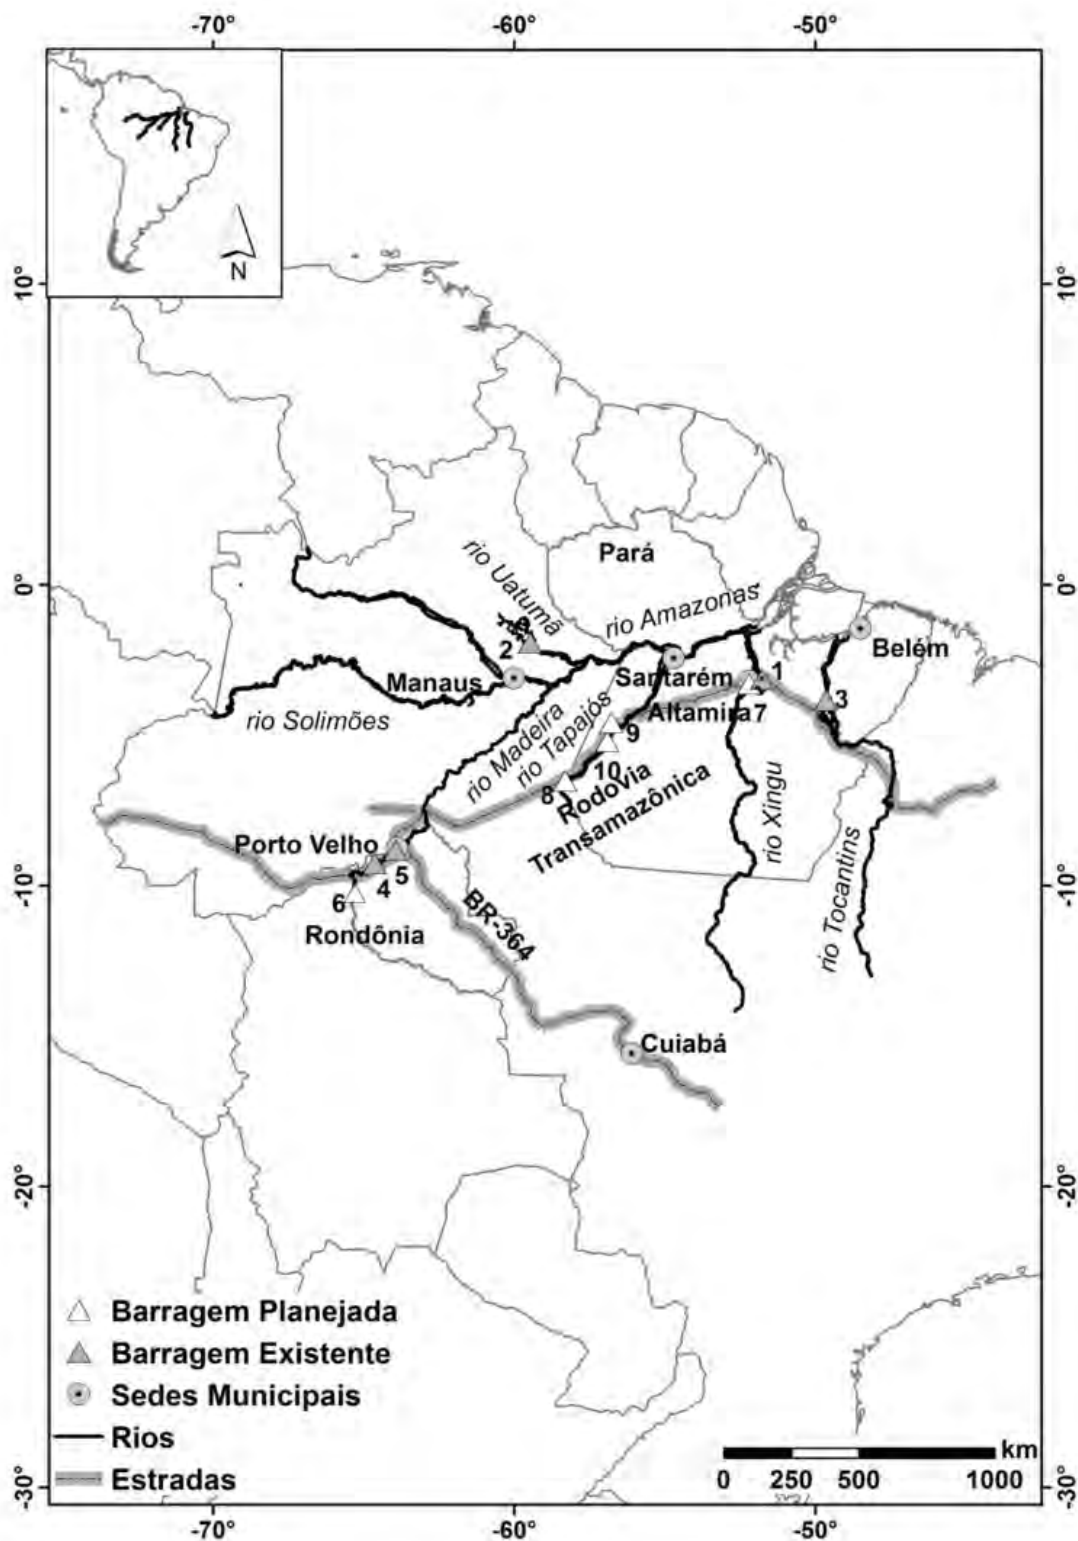 -70°
-60°
-50°
N
10°
10°
0°
0°
-10°
-10°
-20°
-20°
-30°
-30°
Pará
rio Uatumã
rio Amazonas
2
Belém
Manaus
Santarém
1
rio Solimões
Altamira
7
3
rio Madeira
rio Tapajós
9
10
8
Rodovia
Transamazônica
rio Xingu
rio Tocantins
Porto Velho
5
4
6
Rondônia
BR-364
Cuiabá
Barragem Planejada
Barragem Existente
Sedes Municipais
Rios
Estradas
km
0 250 500 1000
-70°
-60°
-50°